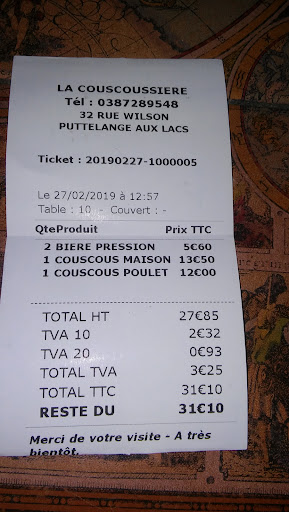 LA COUSCOUSSIERE
Tél : 0387289548
32 RUE WILSON
PUTTELANGE AUX LACS
Ticket : 20190227-1000005
Le 27/02/2019 à 12:57
Table : 10 - Couvert : -
QteProduit Prix TTC
2 BIERE PRESSION 5€60
1 COUSCOUS MAISON 13€50
1 COUSCOUS POULET 12€00
TOTAL HT 27€85
TVA 10 2€32
TVA 20 0€93
TOTAL TVA 3€25
TOTAL TTC 31€10
RESTE DU 31€10
Merci de votre visite - A très
bientôt.